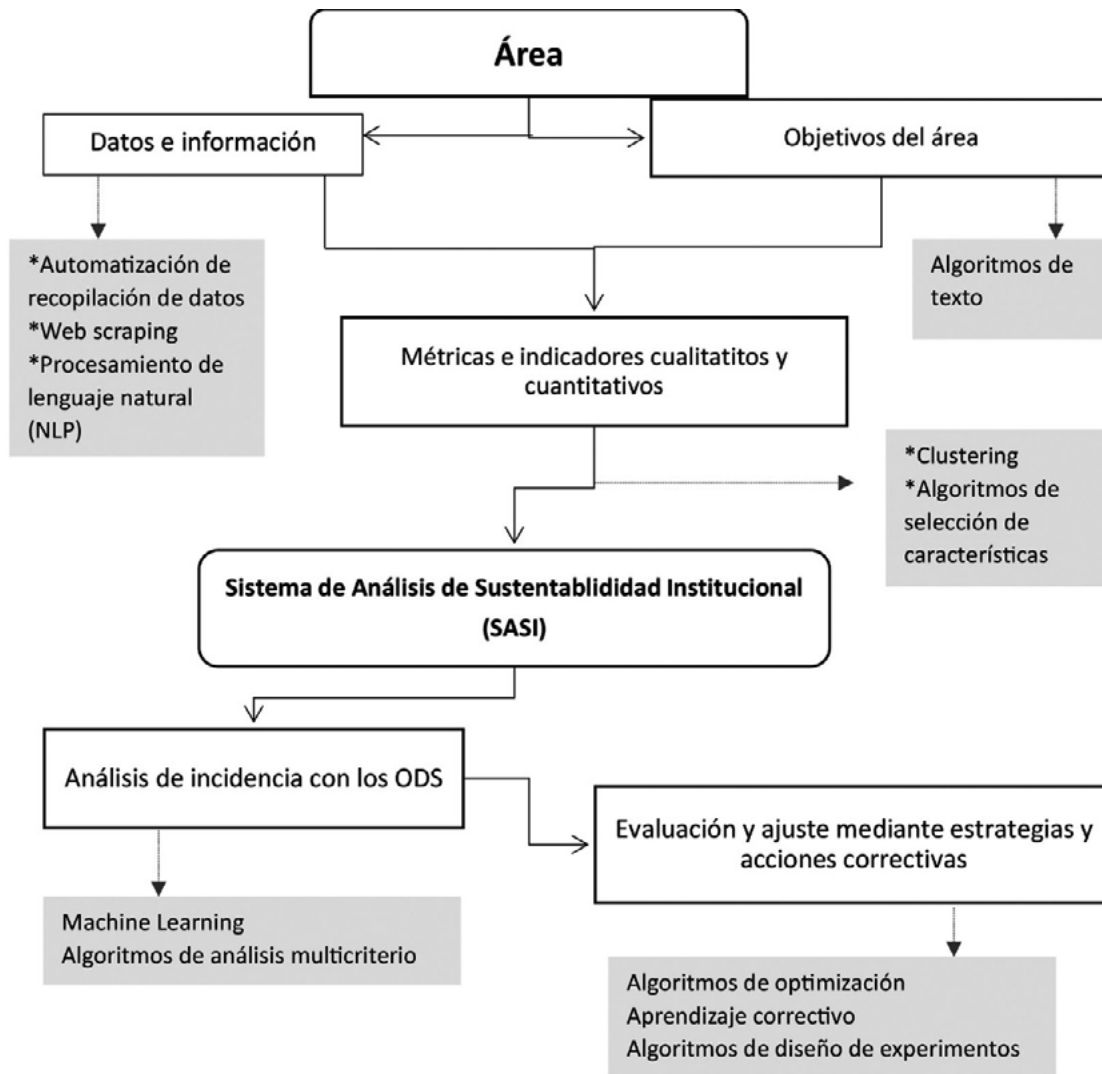 Área
Datos e información
Objetivos del área
*Automatización de
recopilación de datos
*Web scraping
*Procesamiento de
lenguaje natural
(NLP)
Algoritmos de
texto
Métricas e indicadores cualitatitos y
cuantitativos
*Clustering
*Algoritmos de
selección de
características
Sistema de Análisis de Sustentablididad Institucional
(SASI)
Análisis de incidencia con los ODS
Evaluación y ajuste mediante estrategias y
acciones correctivas
Machine Learning
Algoritmos de análisis multicriterio
Algoritmos de optimización
Aprendizaje correctivo
Algoritmos de diseño de experimentos